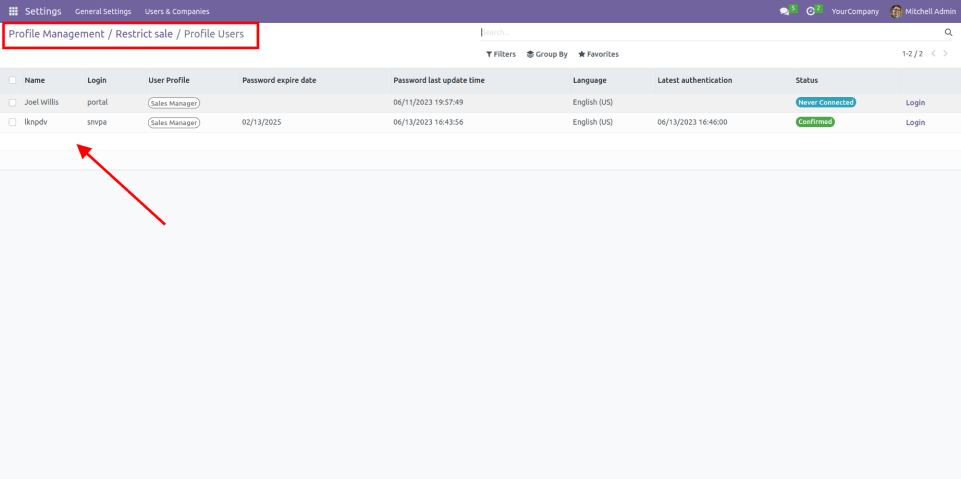 Settings General Settings Users & Companies 5 2 YourCompany Mitchell Admin
Profile Management / Restrict sale / Profile Users Search...
Filters Group By Favorites 1-2 / 2
Name Login User Profile Password expire date Password last update time Language Latest authentication Status
Joel Willis portal Sales Manager 06/11/2023 19:57:49 English (US) Never Connected Login
lknpdv snvpa Sales Manager 02/13/2025 06/13/2023 16:43:56 English (US) 06/13/2023 16:46:00 Confirmed Login